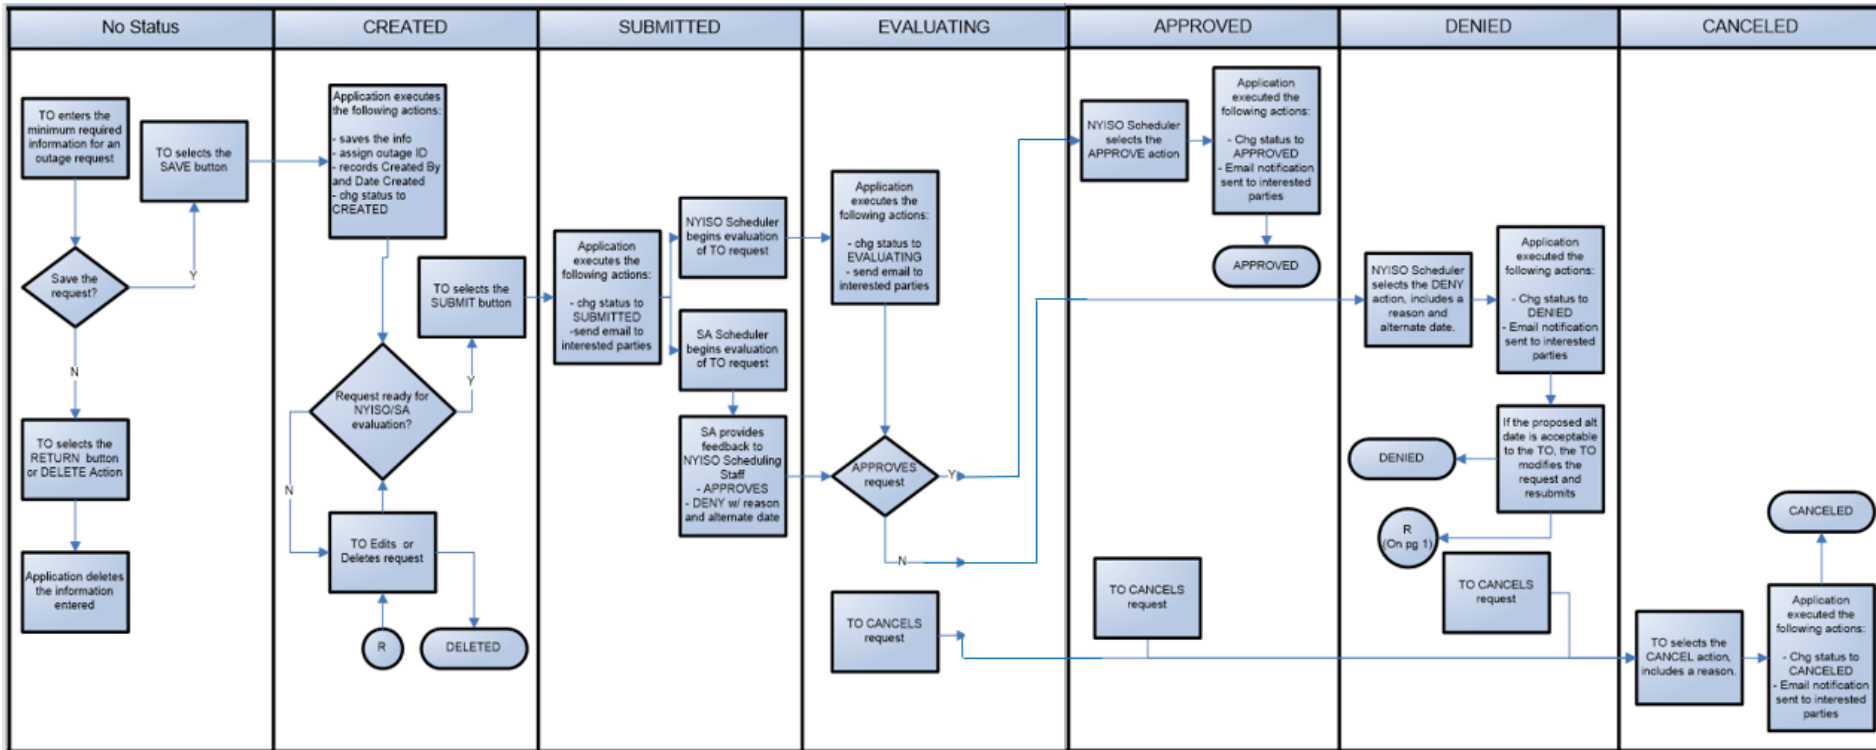 No Status
CREATED
SUBMITTED
EVALUATING
APPROVED
DENIED
CANCELED
TO enters the
minimum required
information for an
outage request
Save the
request?
Y
N
TO selects the
SAVE button
TO selects the
RETURN button
or DELETE Action
Application deletes
the information
entered
Application executes
the following actions:
- saves the info
- assign outage ID
- records Created By
and Date Created
- chg status to
CREATED
TO selects the
SUBMIT button
Y
Request ready for
NYISO/SA
evaluation?
N
TO Edits or
Deletes request
R
DELETED
Application
executes the
following actions:
- chg status to
SUBMITTED
-send email to
interested parties
NYISO Scheduler
begins evaluation
of TO request
SA Scheduler
begins evaluation
of TO request
SA provides
feedback to
NYISO Scheduling
Staff
- APPROVES
- DENY w/ reason
and alternate date
Application
executes the
following actions:
- chg status to
EVALUATING
- send email to
interested parties
APPROVES
request
Y
N
TO CANCELS
request
NYISO Scheduler
selects the
APPROVE action
Application
executed the
following actions:
- Chg status to
APPROVED
- Email notification
sent to interested
parties
APPROVED
TO CANCELS
request
NYISO Scheduler
selects the DENY
action, includes a
reason and
alternate date.
Application
executed the
following actions:
- Chg status to
DENIED
- Email notification
sent to interested
parties
If the proposed alt
date is acceptable
to the TO, the TO
modifies the
request and
resubmits
DENIED
R
(On pg 1)
TO CANCELS
request
TO selects the
CANCEL action,
includes a reason.
Application
executed the
following actions:
- Chg status to
CANCELED
- Email notification
sent to interested
parties
CANCELED